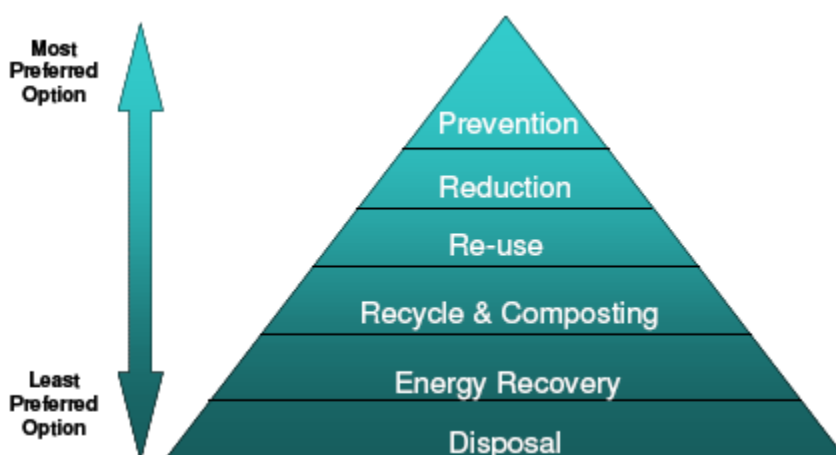 Most
Preferred
Option
Prevention
Reduction
Re-use
Recycle & Composting
Energy Recovery
Disposal
Least
Preferred
Option